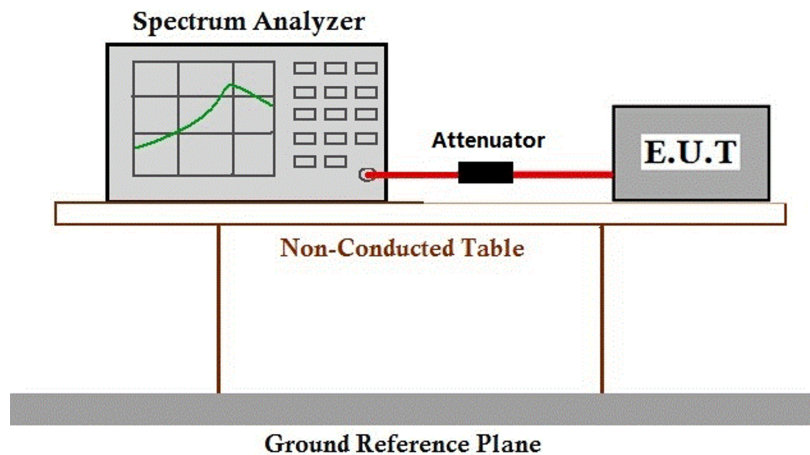 Spectrum Analyzer
Attenuator
E.U.T
Non-Conducted Table
Ground Reference Plane